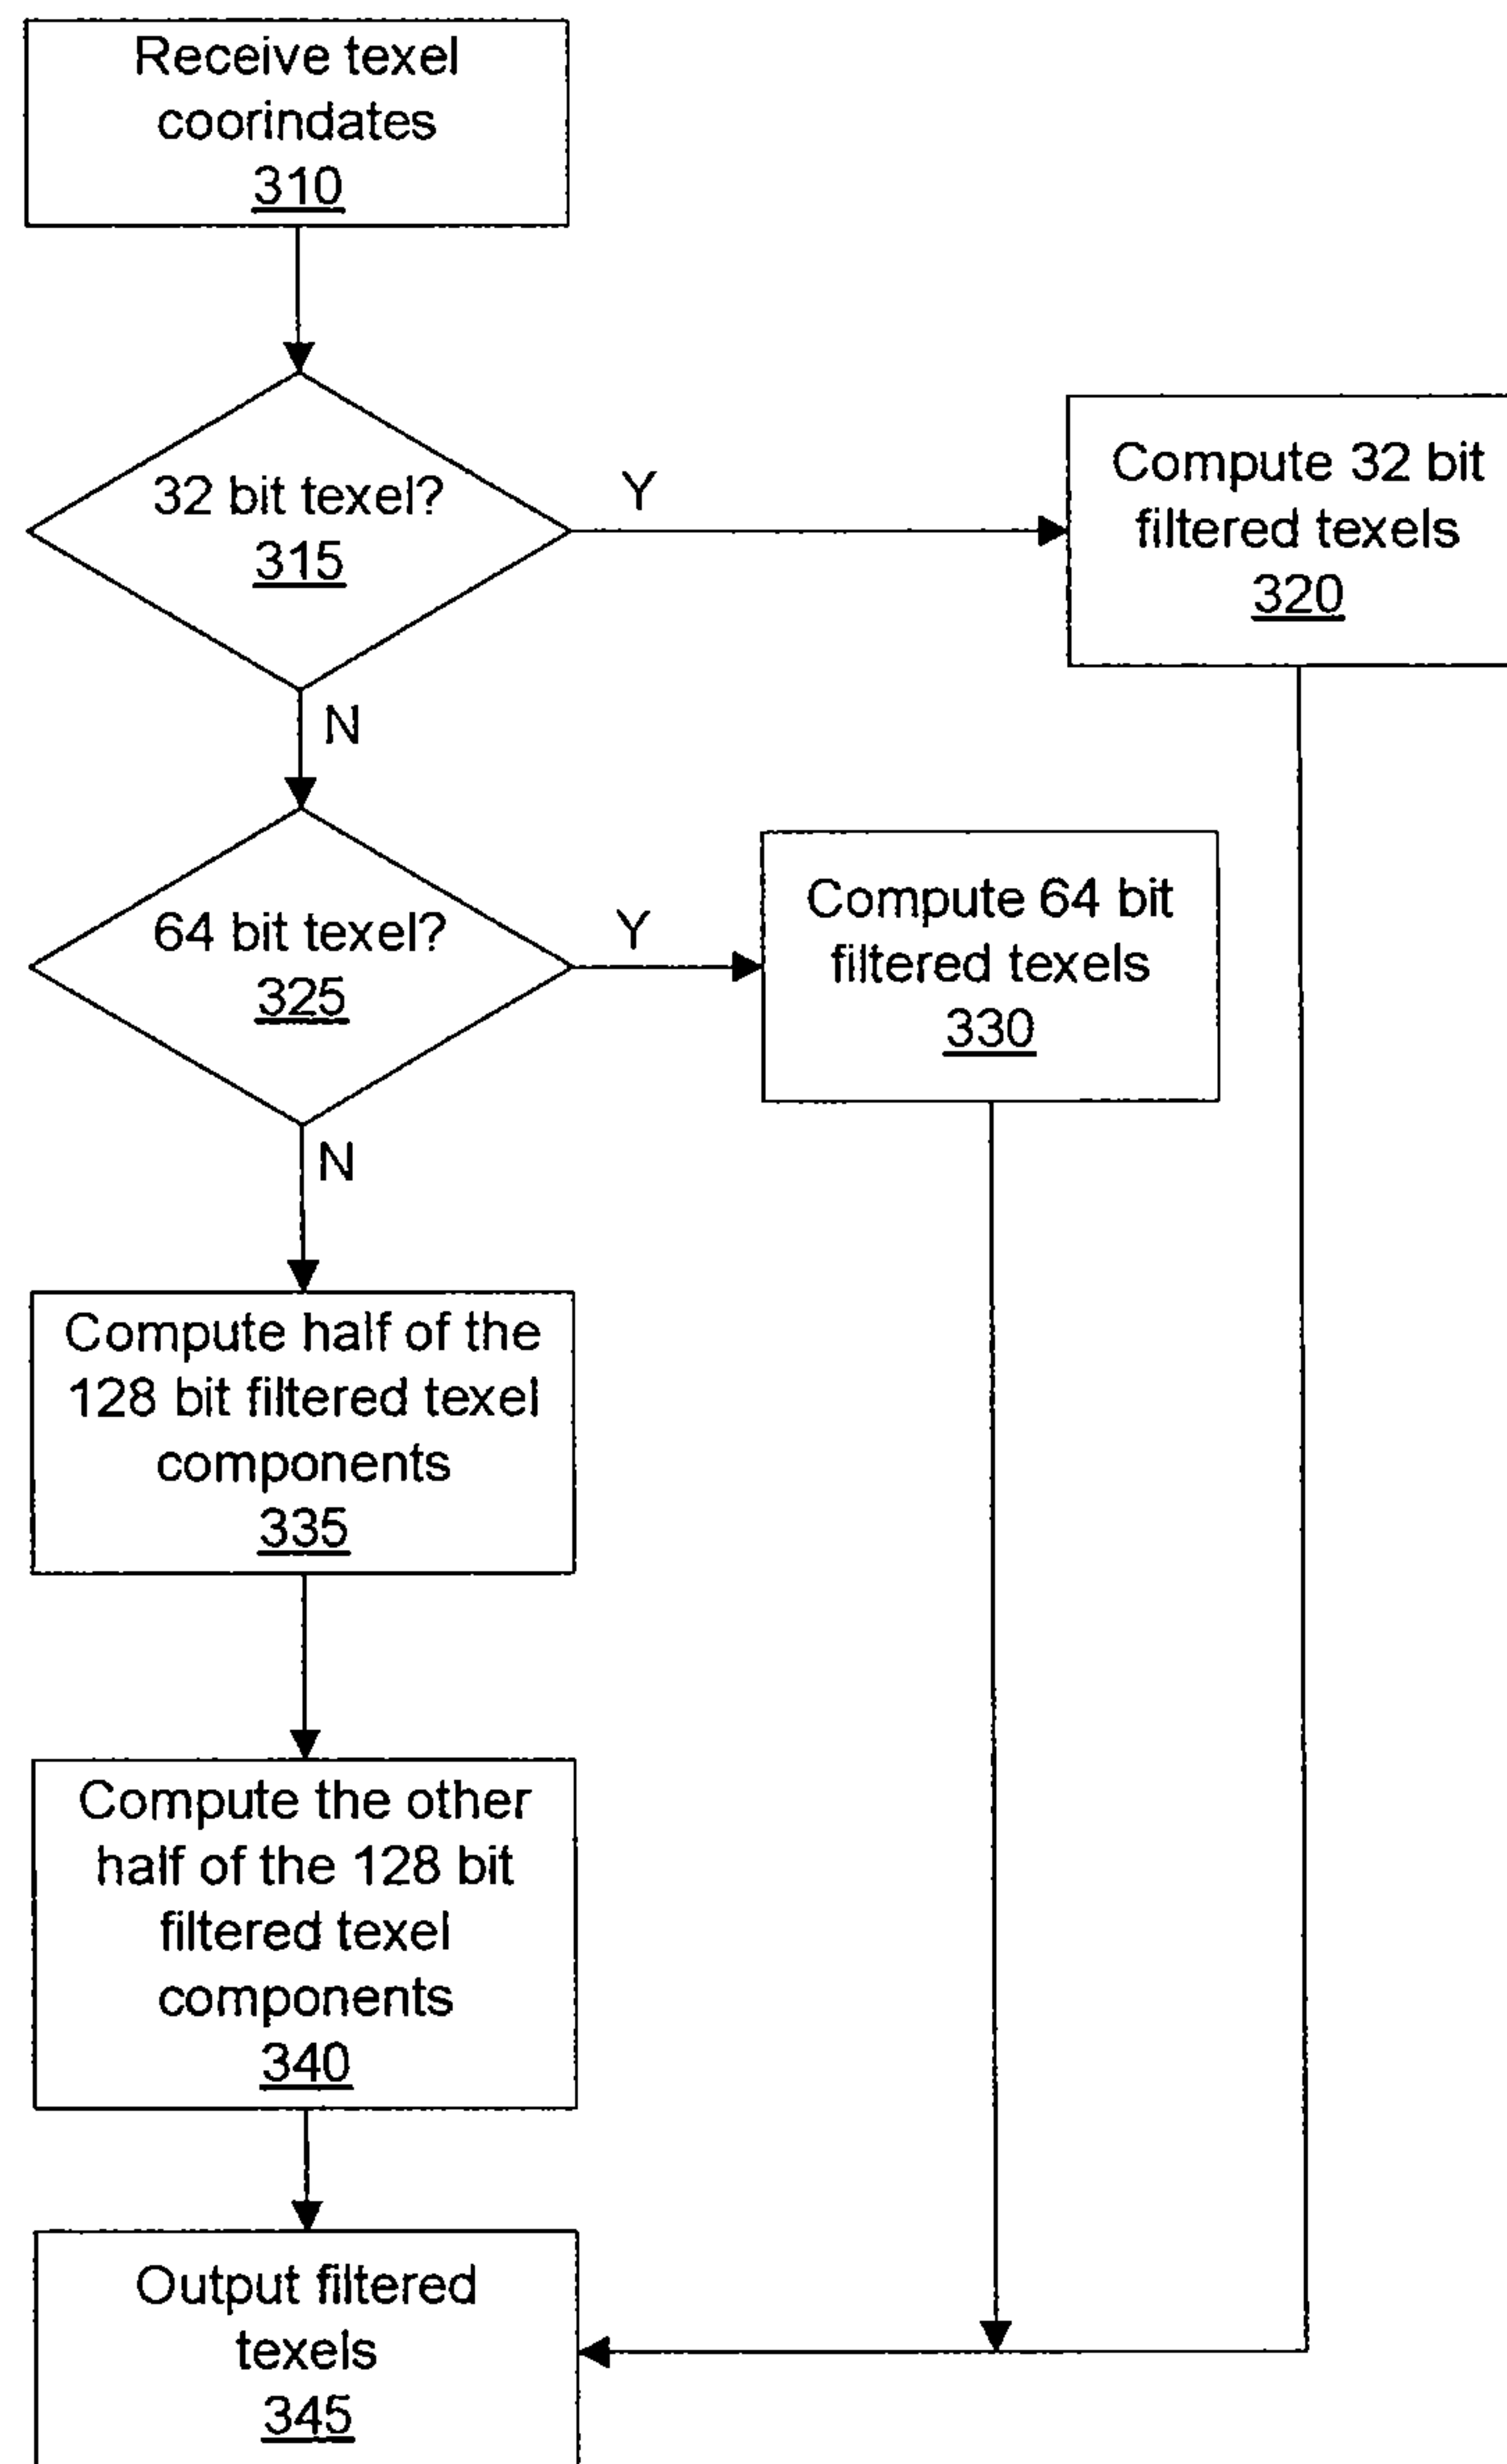 Receive texel
coorindates
310
32 bit texel?
315
Y
Compute 32 bit
filtered texels
320
N
64 bit texel?
325
Y
Compute 64 bit
filtered texels
330
N
Compute half of the
128 bit filtered texel
components
335
Compute the other
half of the 128 bit
filtered texel
components
340
Output filtered
texels
345